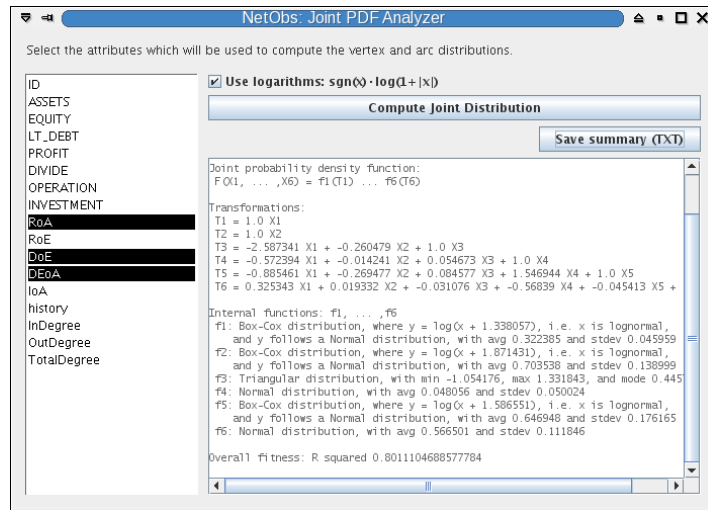 NetObs: Joint PDF Analyzer
Select the attributes which will be used to compute the vertex and arc distributions.
ID
ASSETS
EQUITY
LT_DEBT
PROFIT
DIVIDE
OPERATION
INVESTMENT
RoA
RoE
DoE
DEoA
IoA
history
InDegree
OutDegree
TotalDegree
Use logarithms: sgn(x)·log(1+|x|)
Compute Joint Distribution
Save summary (TXT)
Joint probability density function:
F(X1, ... ,X6) = f1(T1) ... f6(T6)
Transformations:
T1 = 1.0 X1
T2 = 1.0 X2
T3 = -2.587341 X1 + -0.260479 X2 + 1.0 X3
T4 = -0.572394 X1 + -0.014241 X2 + 0.054673 X3 + 1.0 X4
T5 = -0.885461 X1 + -0.269477 X2 + 0.084577 X3 + 1.546944 X4 + 1.0 X5
T6 = 0.325343 X1 + 0.019332 X2 + -0.031076 X3 + -0.56839 X4 + -0.045413 X5 +
Internal functions: f1, ... ,f6
f1: Box-Cox distribution, where y = log(x + 1.338057), i.e. x is lognormal,
and y follows a Normal distribution, with avg 0.322385 and stdev 0.045959
f2: Box-Cox distribution, where y = log(x + 1.871431), i.e. x is lognormal,
and y follows a Normal distribution, with avg 0.703538 and stdev 0.138999
f3: Triangular distribution, with min -1.054176, max 1.331843, and mode 0.445
f4: Normal distribution, with avg 0.048056 and stdev 0.050024
f5: Box-Cox distribution, where y = log(x + 1.586551), i.e. x is lognormal,
and y follows a Normal distribution, with avg 0.646948 and stdev 0.176165
f6: Normal distribution, with avg 0.566501 and stdev 0.111846
Overall fitness: R squared 0.8011104688577784